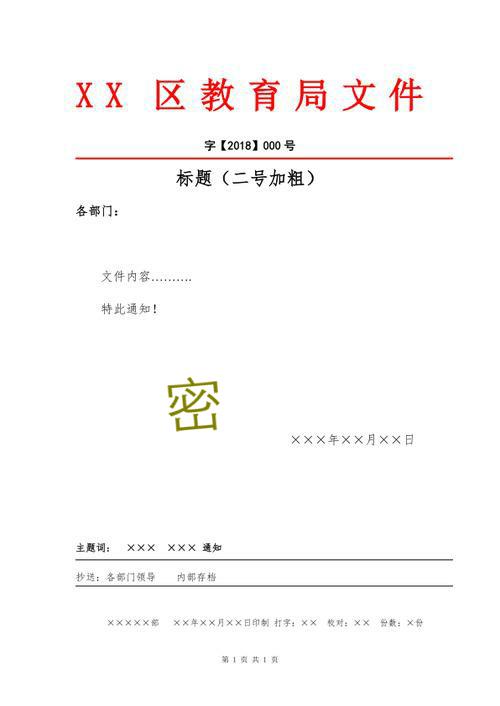 XX 区教育局文件
字【2018】000 号
标题（二号加粗）
各部门：
文件内容……….
特此通知！
密
×××年××月××日
主题词： ××× ××× 通知
抄送：各部门领导 内部存档
×××××部 ××年××月××日印制 打字：×× 校对：×× 份数：×份
第 1 页 共 1 页